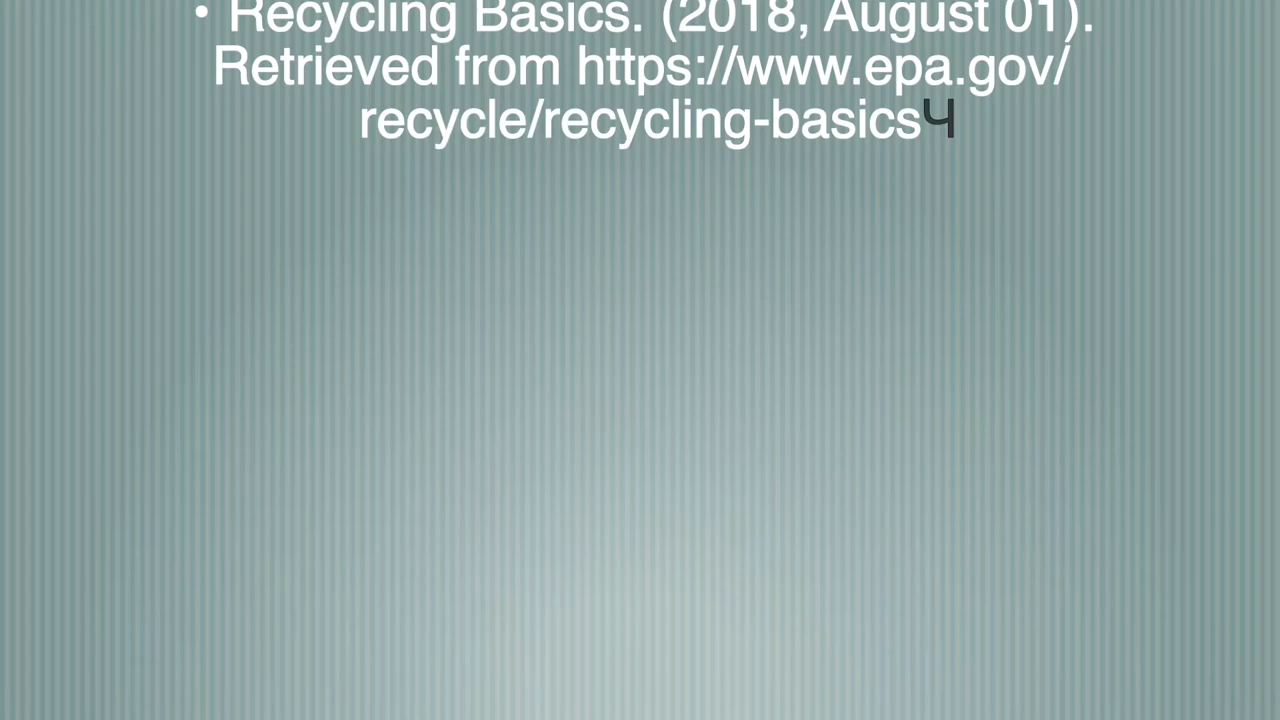 • Recycling Basics. (2018, August 01).
Retrieved from https://www.epa.gov/
recycle/recycling-basicsЧ